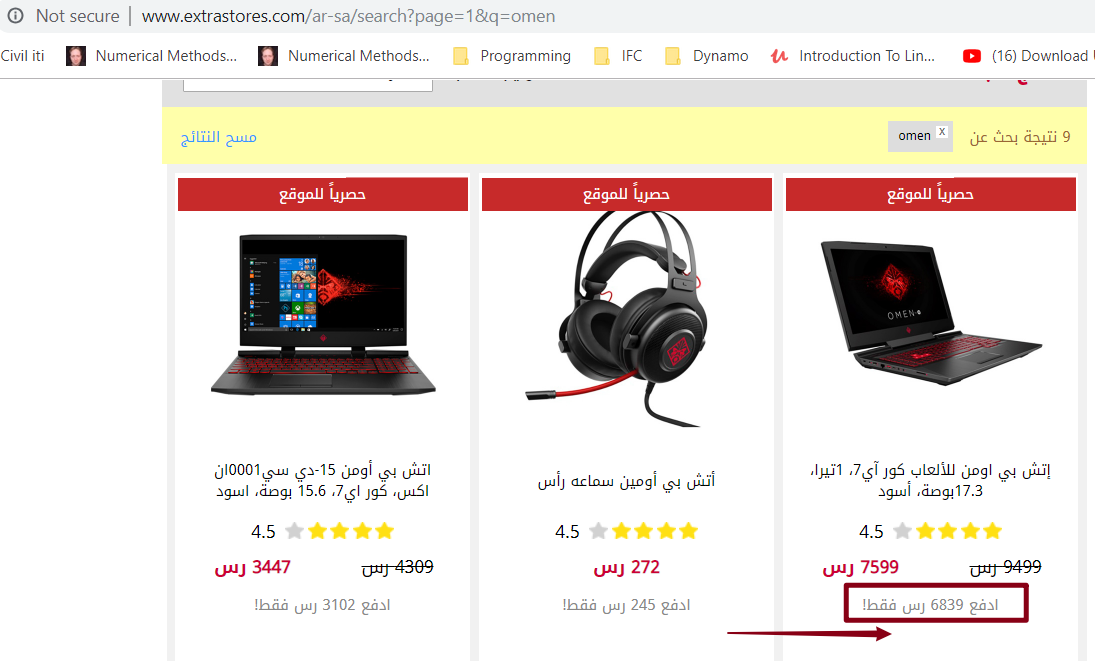 Not secure | www.extrastores.com/ar-sa/search?page=1&q=omen
Civil iti
Numerical Methods...
Numerical Methods...
Programming
IFC
Dynamo
Introduction To Lin...
(16) Download
9 نتيجة بحث عن
omen x
مسح النتائج
حصرياً للموقع
حصرياً للموقع
حصرياً للموقع
OMEN
إتش بي اومن للألعاب كور آي7، 1تيرا،
17.3بوصة، أسود
4.5
9499 رس
7599 رس
ادفع 6839 رس فقط!
أتش بي أومين سماعه رأس
4.5
272 رس
ادفع 245 رس فقط!
اتش بي أومن 15-دي سي0001ان
اكس، كور اي7، 15.6 بوصة، اسود
4.5
4309 رس
3447 رس
ادفع 3102 رس فقط!